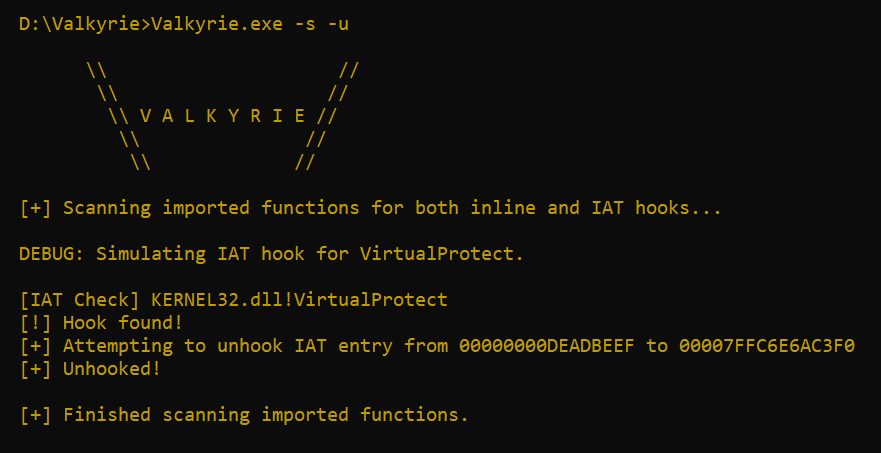 D:\Valkyrie>Valkyrie.exe -s -u
\\ //
\\ //
\\ V A L K Y R I E //
\\ //
\\ //
[+] Scanning imported functions for both inline and IAT hooks...
DEBUG: Simulating IAT hook for VirtualProtect.
[IAT Check] KERNEL32.dll!VirtualProtect
[!] Hook found!
[+] Attempting to unhook IAT entry from 00000000DEADBEEF to 00007FFC6E6AC3F0
[+] Unhooked!
[+] Finished scanning imported functions.